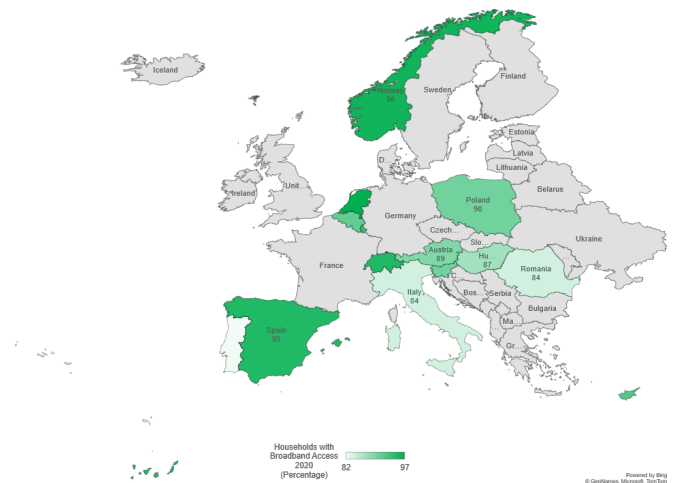 Iceland
Norway
96
Sweden
Finland
Estonia
Latvia
Lithuania
D...
Ireland
Unit...
Belarus
Poland
90
Germany
Czech...
Slo...
Ukraine
Austria
89
Hu...
87
France
Romania
84
Italy
84
Bos...
Serbia
Bulgaria
Ma...
Gr...
Spain
95
Households with
Broadband Access
2020
(Percentage)
82
97
Powered by Bing
© GeoNames, Microsoft, TomTom